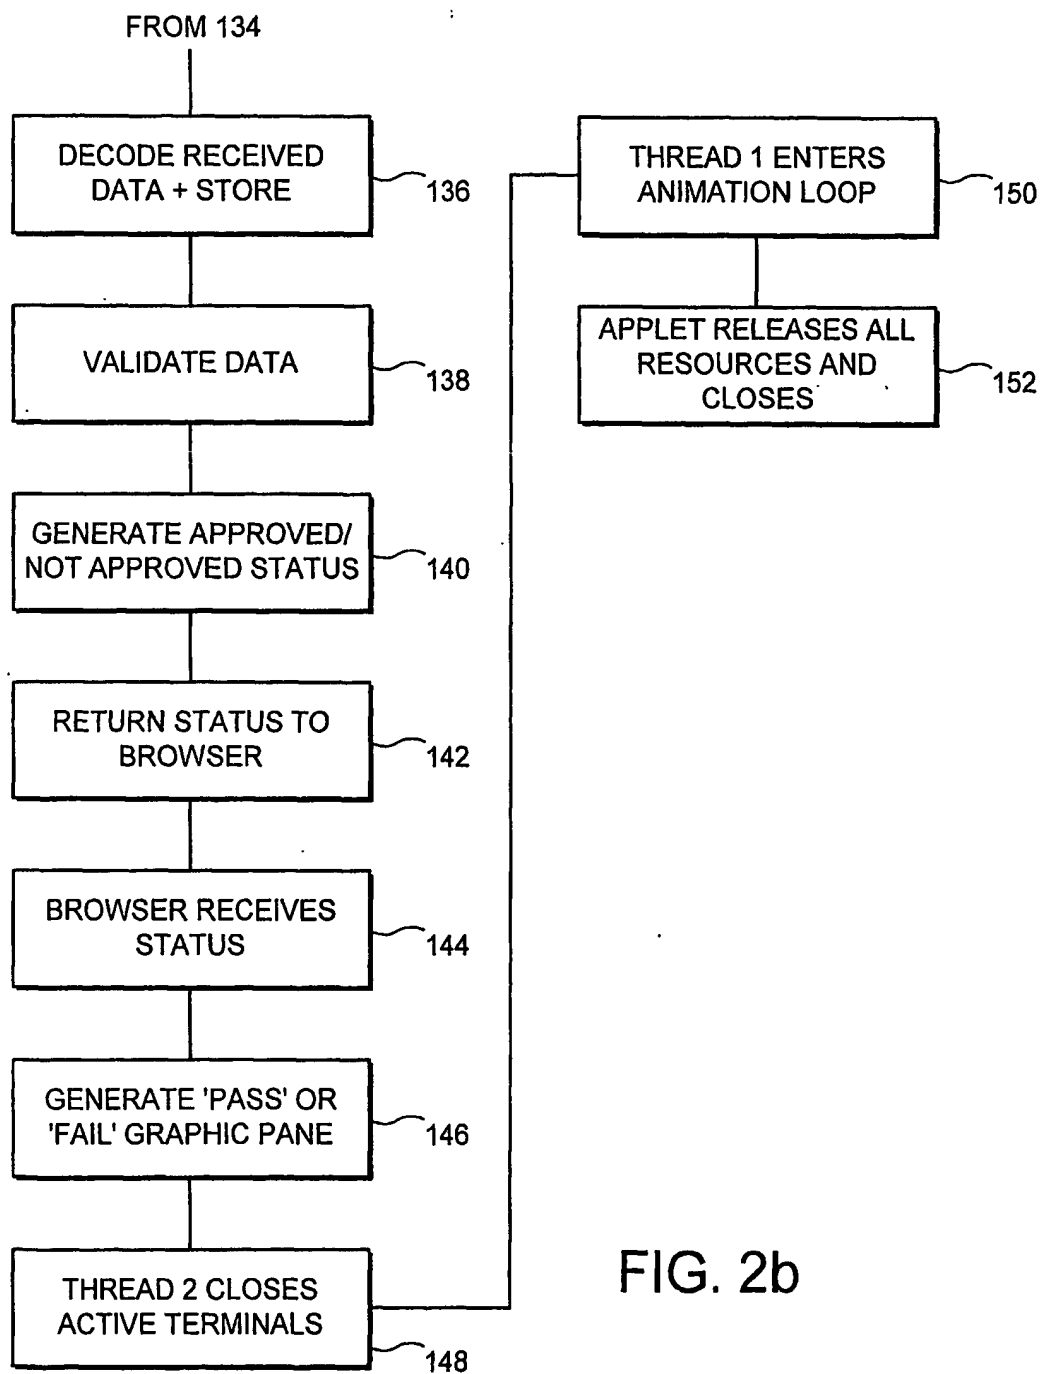 FROM 134
DECODE RECEIVED
DATA + STORE
136
VALIDATE DATA
138
GENERATE APPROVED/
NOT APPROVED STATUS
140
RETURN STATUS TO
BROWSER
142
BROWSER RECEIVES
STATUS
144
GENERATE 'PASS' OR
'FAIL' GRAPHIC PANE
146
THREAD 2 CLOSES
ACTIVE TERMINALS
148
THREAD 1 ENTERS
ANIMATION LOOP
150
APPLET RELEASES ALL
RESOURCES AND
CLOSES
152
FIG. 2b